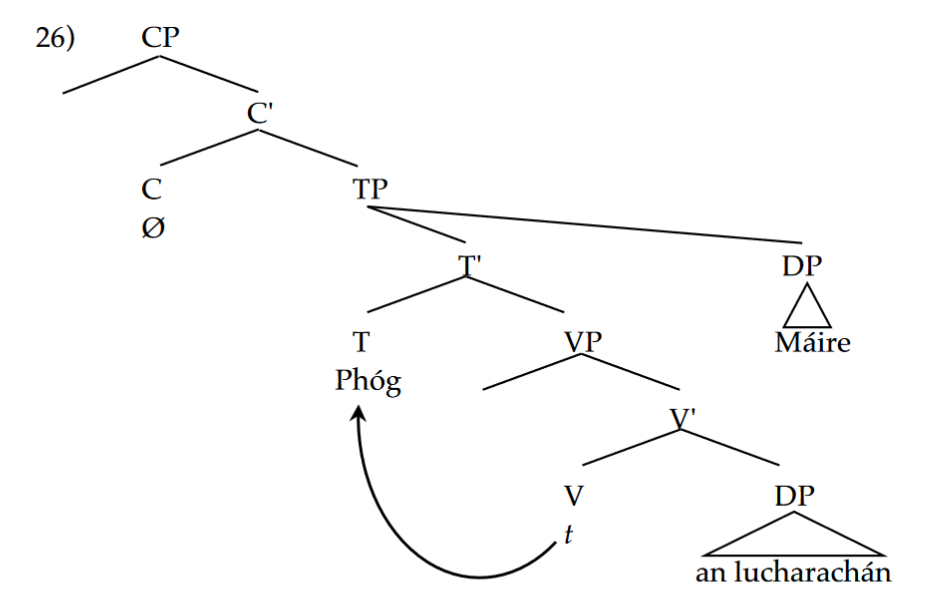 26) CP
C'
C TP
Ø
T' DP
T VP Máire
Phóg
V'
V DP
t
an lucharachán